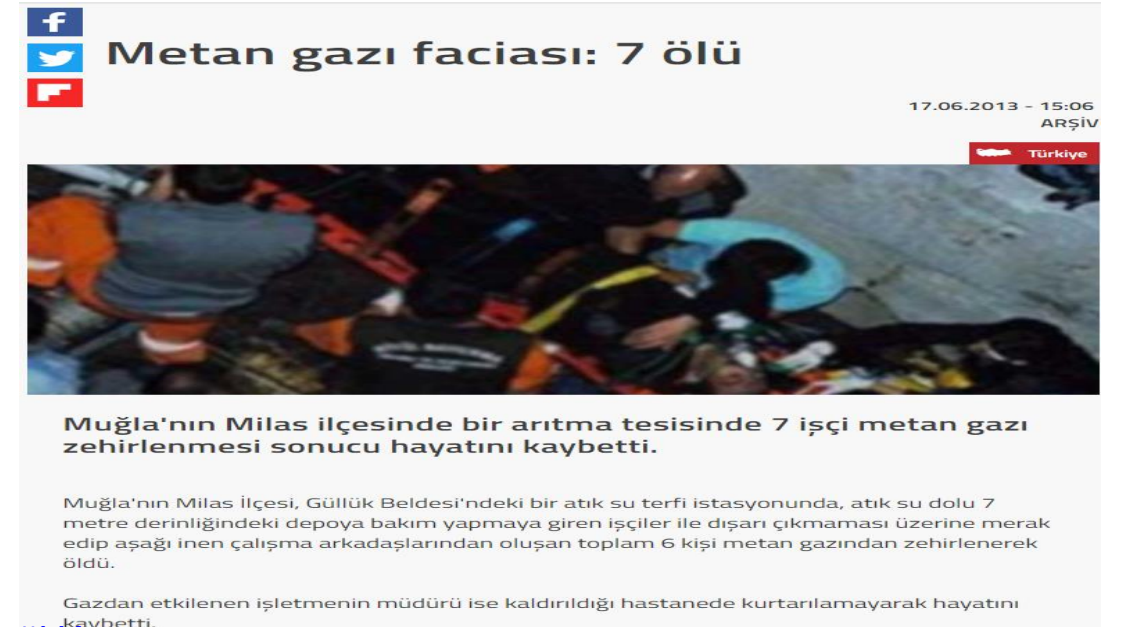 Metan gazı faciası: 7 ölü
17.06.2013 - 15:06
ARŞİV
Türkiye
Muğla'nın Milas ilçesinde bir arıtma tesisinde 7 işçi metan gazı
zehirlenmesi sonucu hayatını kaybetti.
Muğla'nın Milas İlçesi, Güllük Beldesi'ndeki bir atık su terfi istasyonunda, atık su dolu 7
metre derinliğindeki depoya bakım yapmaya giren işçiler ile dışarı çıkmaması üzerine merak
edip aşağı inen çalışma arkadaşlarından oluşan toplam 6 kişi metan gazından zehirlenerek
öldü.
Gazdan etkilenen işletmenin müdürü ise kaldırıldığı hastanede kurtarılamayarak hayatını
kaybetti.